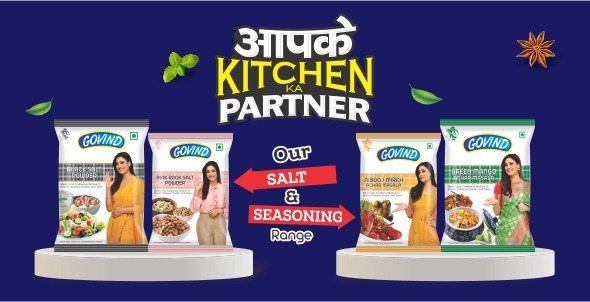 आपके
KITCHEN
KA
PARTNER
GOVIND
BLACK SALT
POWDER
GOVIND
PINK ROCK SALT
POWDER
Our
SALT
&
SEASONING
Range
GOVIND
NIBOO / MIRCH
ACHAR MASALA
GOVIND
GREEN MANGO
ACHAR MASALA